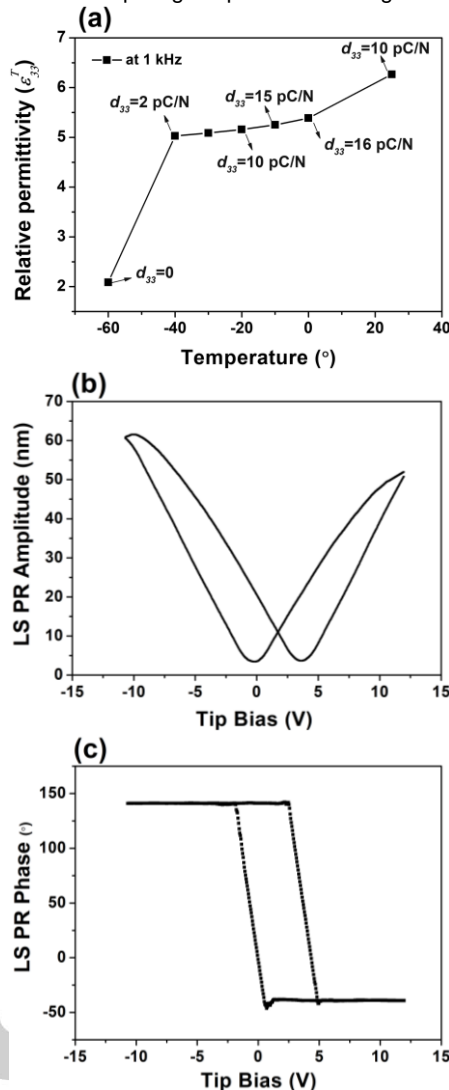 (a)
at 1 kHz
d33=2 pC/N
d33=15 pC/N
d33=10 pC/N
d33=10 pC/N
d33=16 pC/N
d33=0
7
6
5
4
3
2
Relative permittivity (ε33^T)
-60 -40 -20 0 20 40
Temperature (°)
(b)
70
60
50
40
30
20
10
0
LS PR Amplitude (nm)
-15 -10 -5 0 5 10 15
Tip Bias (V)
(c)
150
100
50
0
-50
LS PR Phase (°)
-15 -10 -5 0 5 10 15
Tip Bias (V)